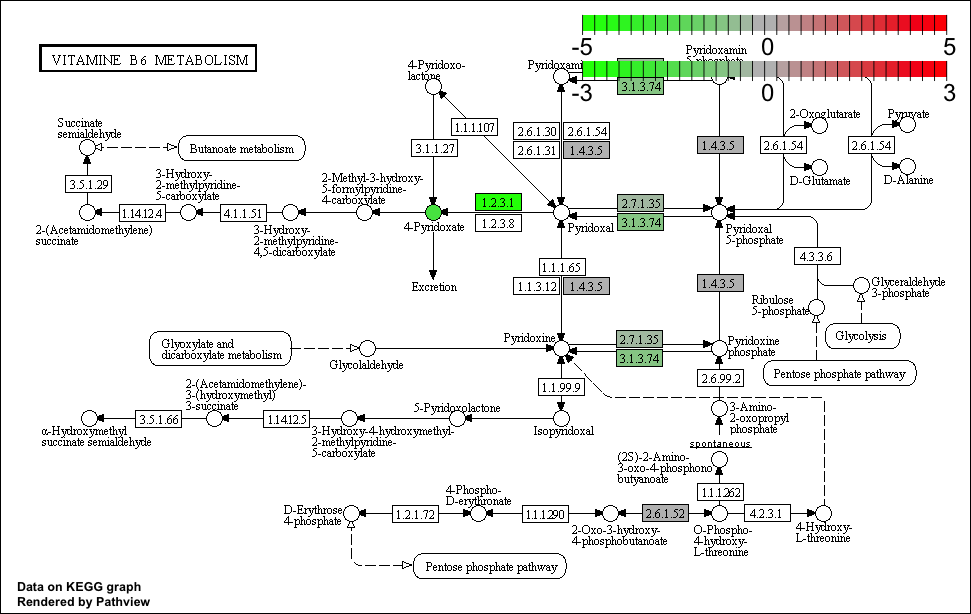 -5 0 5
VITAMINE B6 METABOLISM
4-Pyridoxo-
lactone
Pyridoxamin
-3 0 3
3.1.3.74
Succinate
semialdehyde
Butanoate metabolism
1.1.1.107
3.1.1.27
2.6.1.30 2.6.1.54
2.6.1.31 1.4.3.5
1.4.3.5
2-Oxoglutarate
Pyruvate
2.6.1.54
2.6.1.54
D-Glutamate
D-Alanine
3.5.1.29
3-Hydroxy-
2-methylpyridine-
5-carboxylate
2-Methyl-3-hydroxy-
5-formylpyridine-
4-carboxylate
1.14.12.4
4.1.1.51
1.2.3.1
1.2.3.8
2.7.1.35
3.1.3.74
2-(Acetamidomethylene)
succinate
3-Hydroxy-
2-methylpyridine-
4,5-dicarboxylate
4-Pyridoxate
Pyridoxal
Pyridoxal
5-phosphate
4.3.3.6
Excretion
1.1.1.65
1.1.3.12 1.4.3.5
1.4.3.5
Glyceraldehyde
3-phosphate
Ribulose
5-phosphate
Glycolysis
Glyoxylate and
dicarboxylate metabolism
Glycolaldehyde
Pyridoxine
2.7.1.35
3.1.3.74
Pyridoxine
phosphate
Pentose phosphate pathway
1.1.99.9
2.6.99.2
2-(Acetamidomethylene)-
3-(hydroxymethyl)
3-succinate
5-Pyridoxolactone
3.5.1.66
1.14.12.5
α-Hydroxymethyl
succinate semialdehyde
3-Hydroxy-4-hydroxymethyl-
2-methylpyridine-
5-carboxylate
Isopyridoxal
3-Amino-
2-oxopropyl
phosphate
spontaneous
(2S)-2-Amino-
3-oxo-4-phosphono
butyanoate
1.1.1.262
D-Erythrose
4-phosphate
4-Phospho-
D-erythronate
1.2.1.72
1.1.1.290
2.6.1.52
4.2.3.1
2-Oxo-3-hydroxy-
4-phosphobutanoate
O-Phospho-
4-hydroxy-
L-threonine
4-Hydroxy-
L-threonine
Pentose phosphate pathway
Data on KEGG graph
Rendered by Pathview